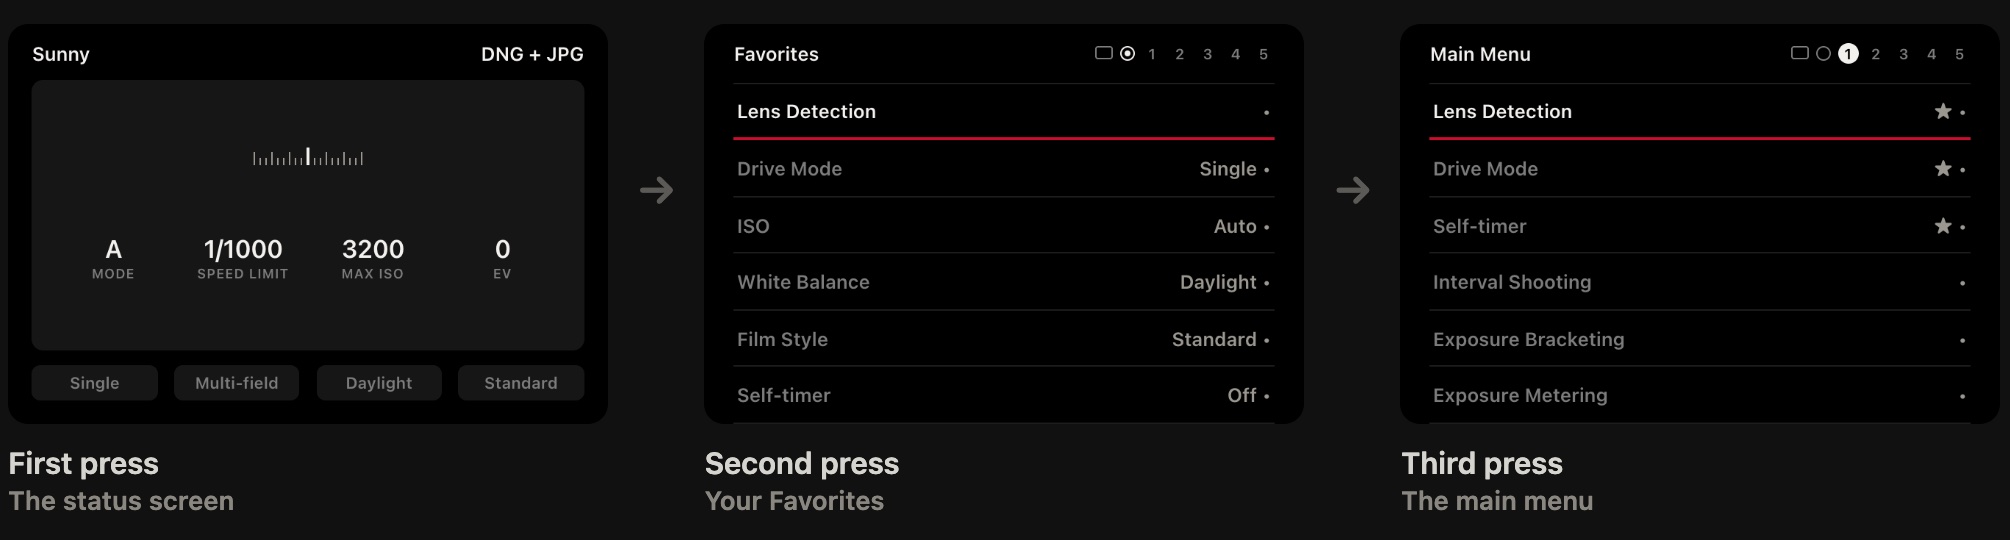 Sunny DNG + JPG
A 1/1000 3200 0
MODE SPEED LIMIT MAX ISO EV
Single Multi-field Daylight Standard
First press
The status screen
Favorites 1 2 3 4 5
Lens Detection
Drive Mode Single
ISO Auto
White Balance Daylight
Film Style Standard
Self-timer Off
Second press
Your Favorites
Main Menu 1 2 3 4 5
Lens Detection
Drive Mode
Self-timer
Interval Shooting
Exposure Bracketing
Exposure Metering
Third press
The main menu